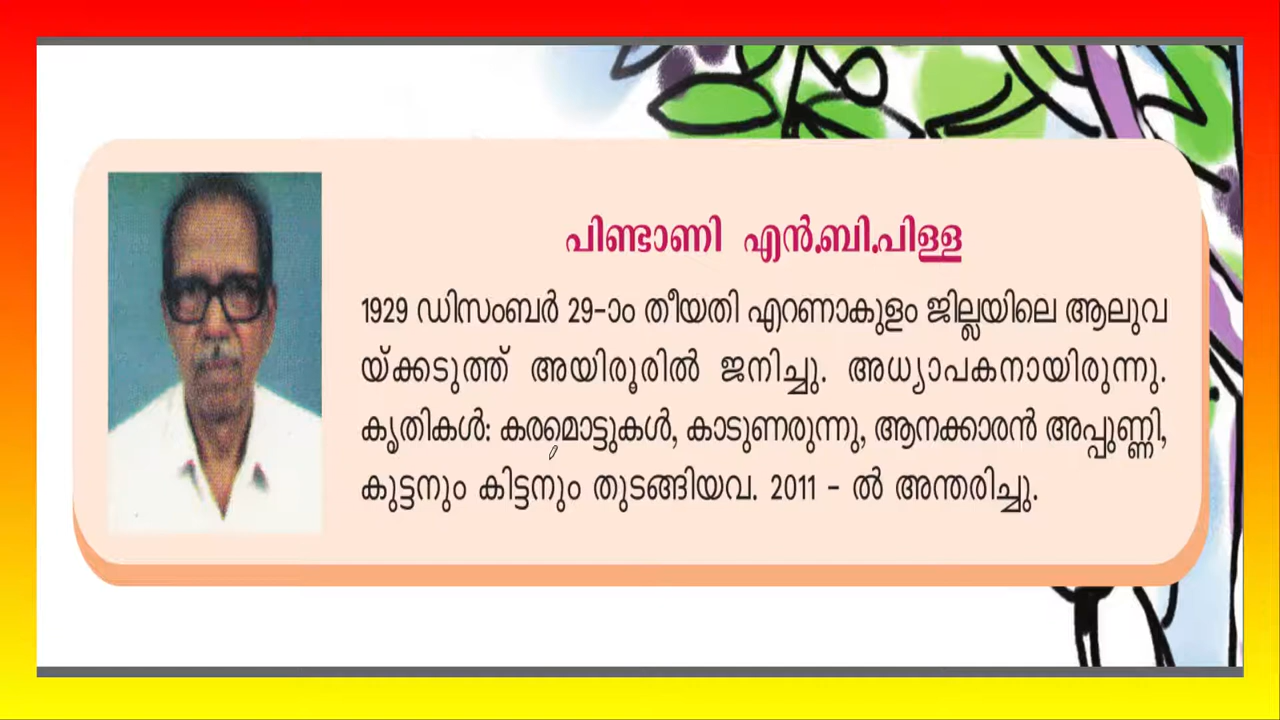 പിണ്ടാണി എൻ.ബി.പിള്ള
1929 ഡിസംബർ 29-ാം തീയതി എറണാകുളം ജില്ലയിലെ ആലുവ
യ്ക്കടുത്ത് അയിരൂരിൽ ജനിച്ചു. അധ്യാപകനായിരുന്നു.
കൃതികൾ: കരമൊട്ടുകൾ, കാടുണരുന്നു, ആനക്കാരൻ അപ്പുണ്ണി,
കുട്ടനും കിട്ടനും തുടങ്ങിയവ. 2011 - ൽ അന്തരിച്ചു.